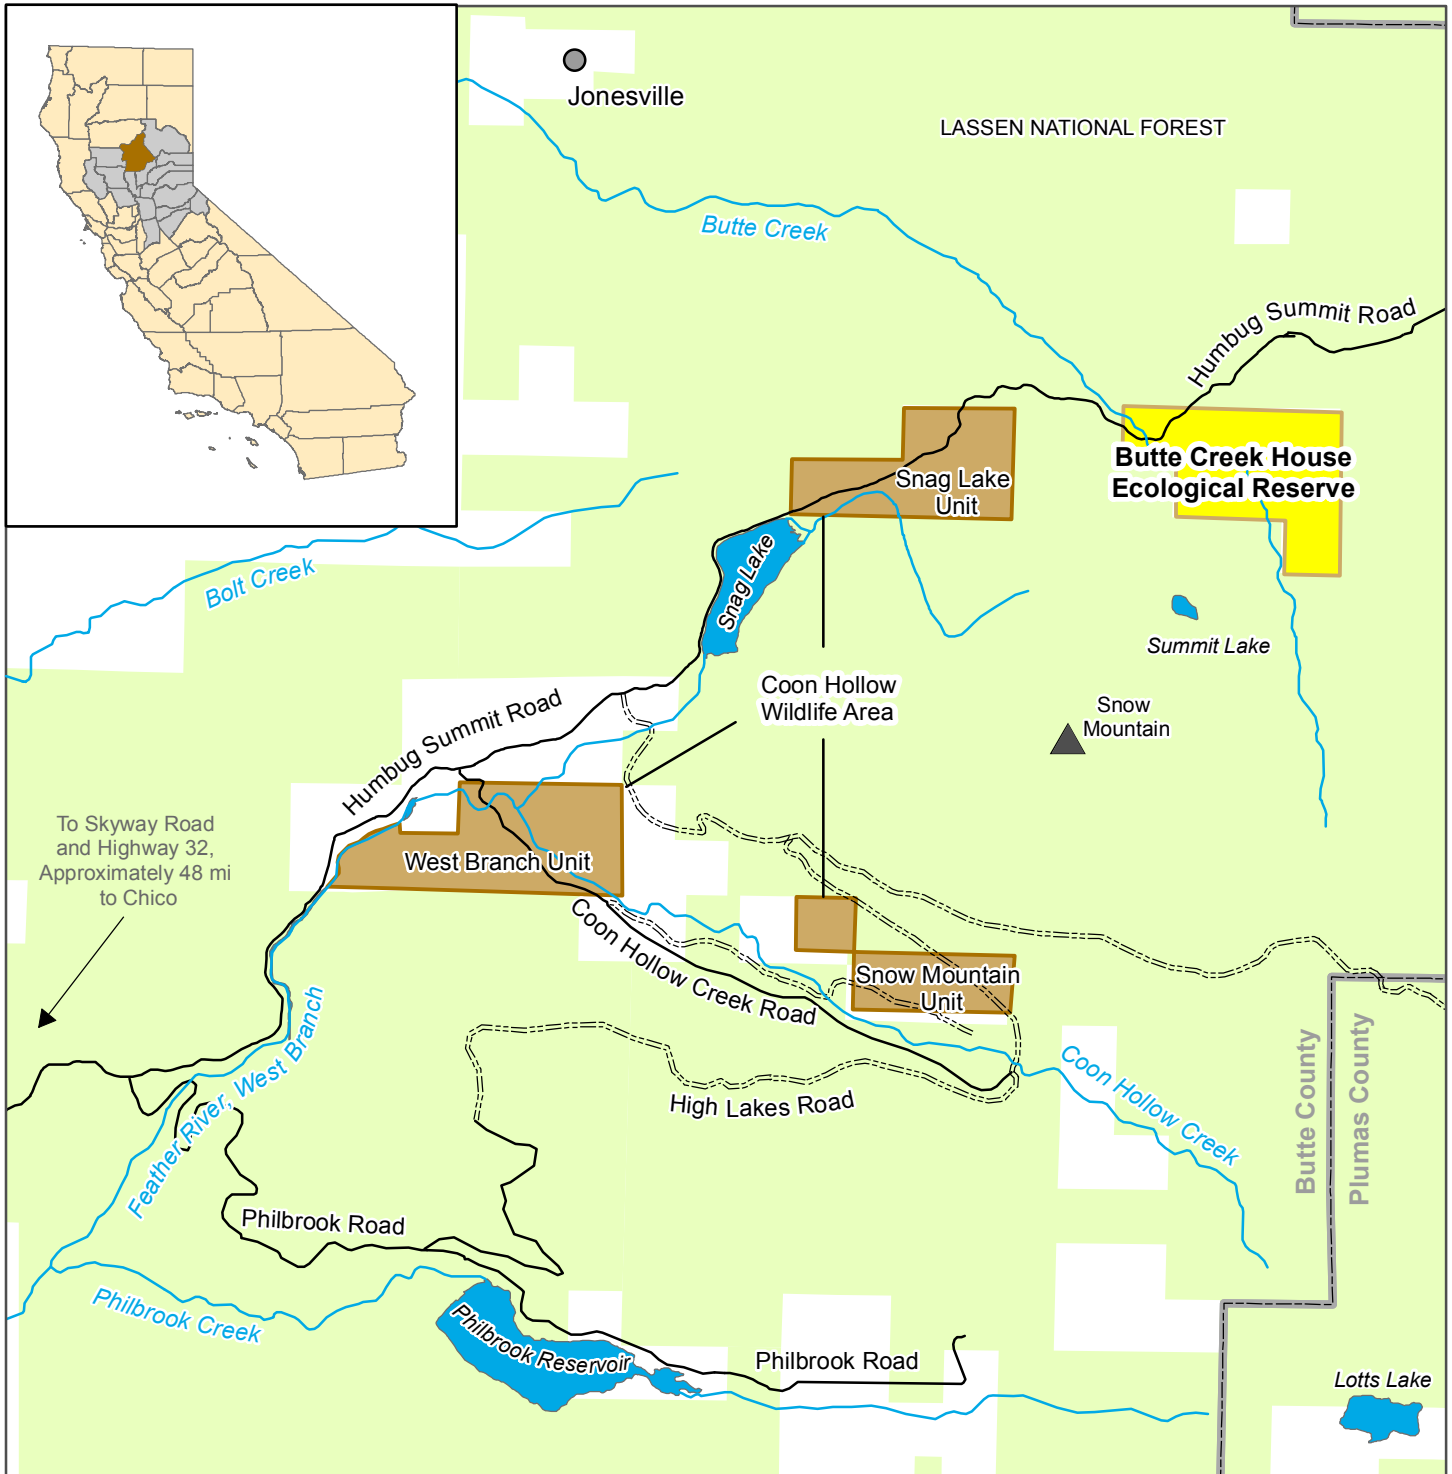 Jonesville
LASSEN NATIONAL FOREST
Butte Creek
Humbug Summit Road
Butte Creek House
Ecological Reserve
Snag Lake
Unit
Bolt Creek
Snag Lake
Summit Lake
Coon Hollow
Wildlife Area
Snow
Mountain
Humbug Summit Road
To Skyway Road
and Highway 32,
Approximately 48 mi
to Chico
West Branch Unit
Coon Hollow Creek Road
Snow Mountain
Unit
Feather River, West Branch
High Lakes Road
Coon Hollow Creek
Butte County
Plumas County
Philbrook Road
Philbrook Creek
Philbrook Reservoir
Philbrook Road
Lotts Lake